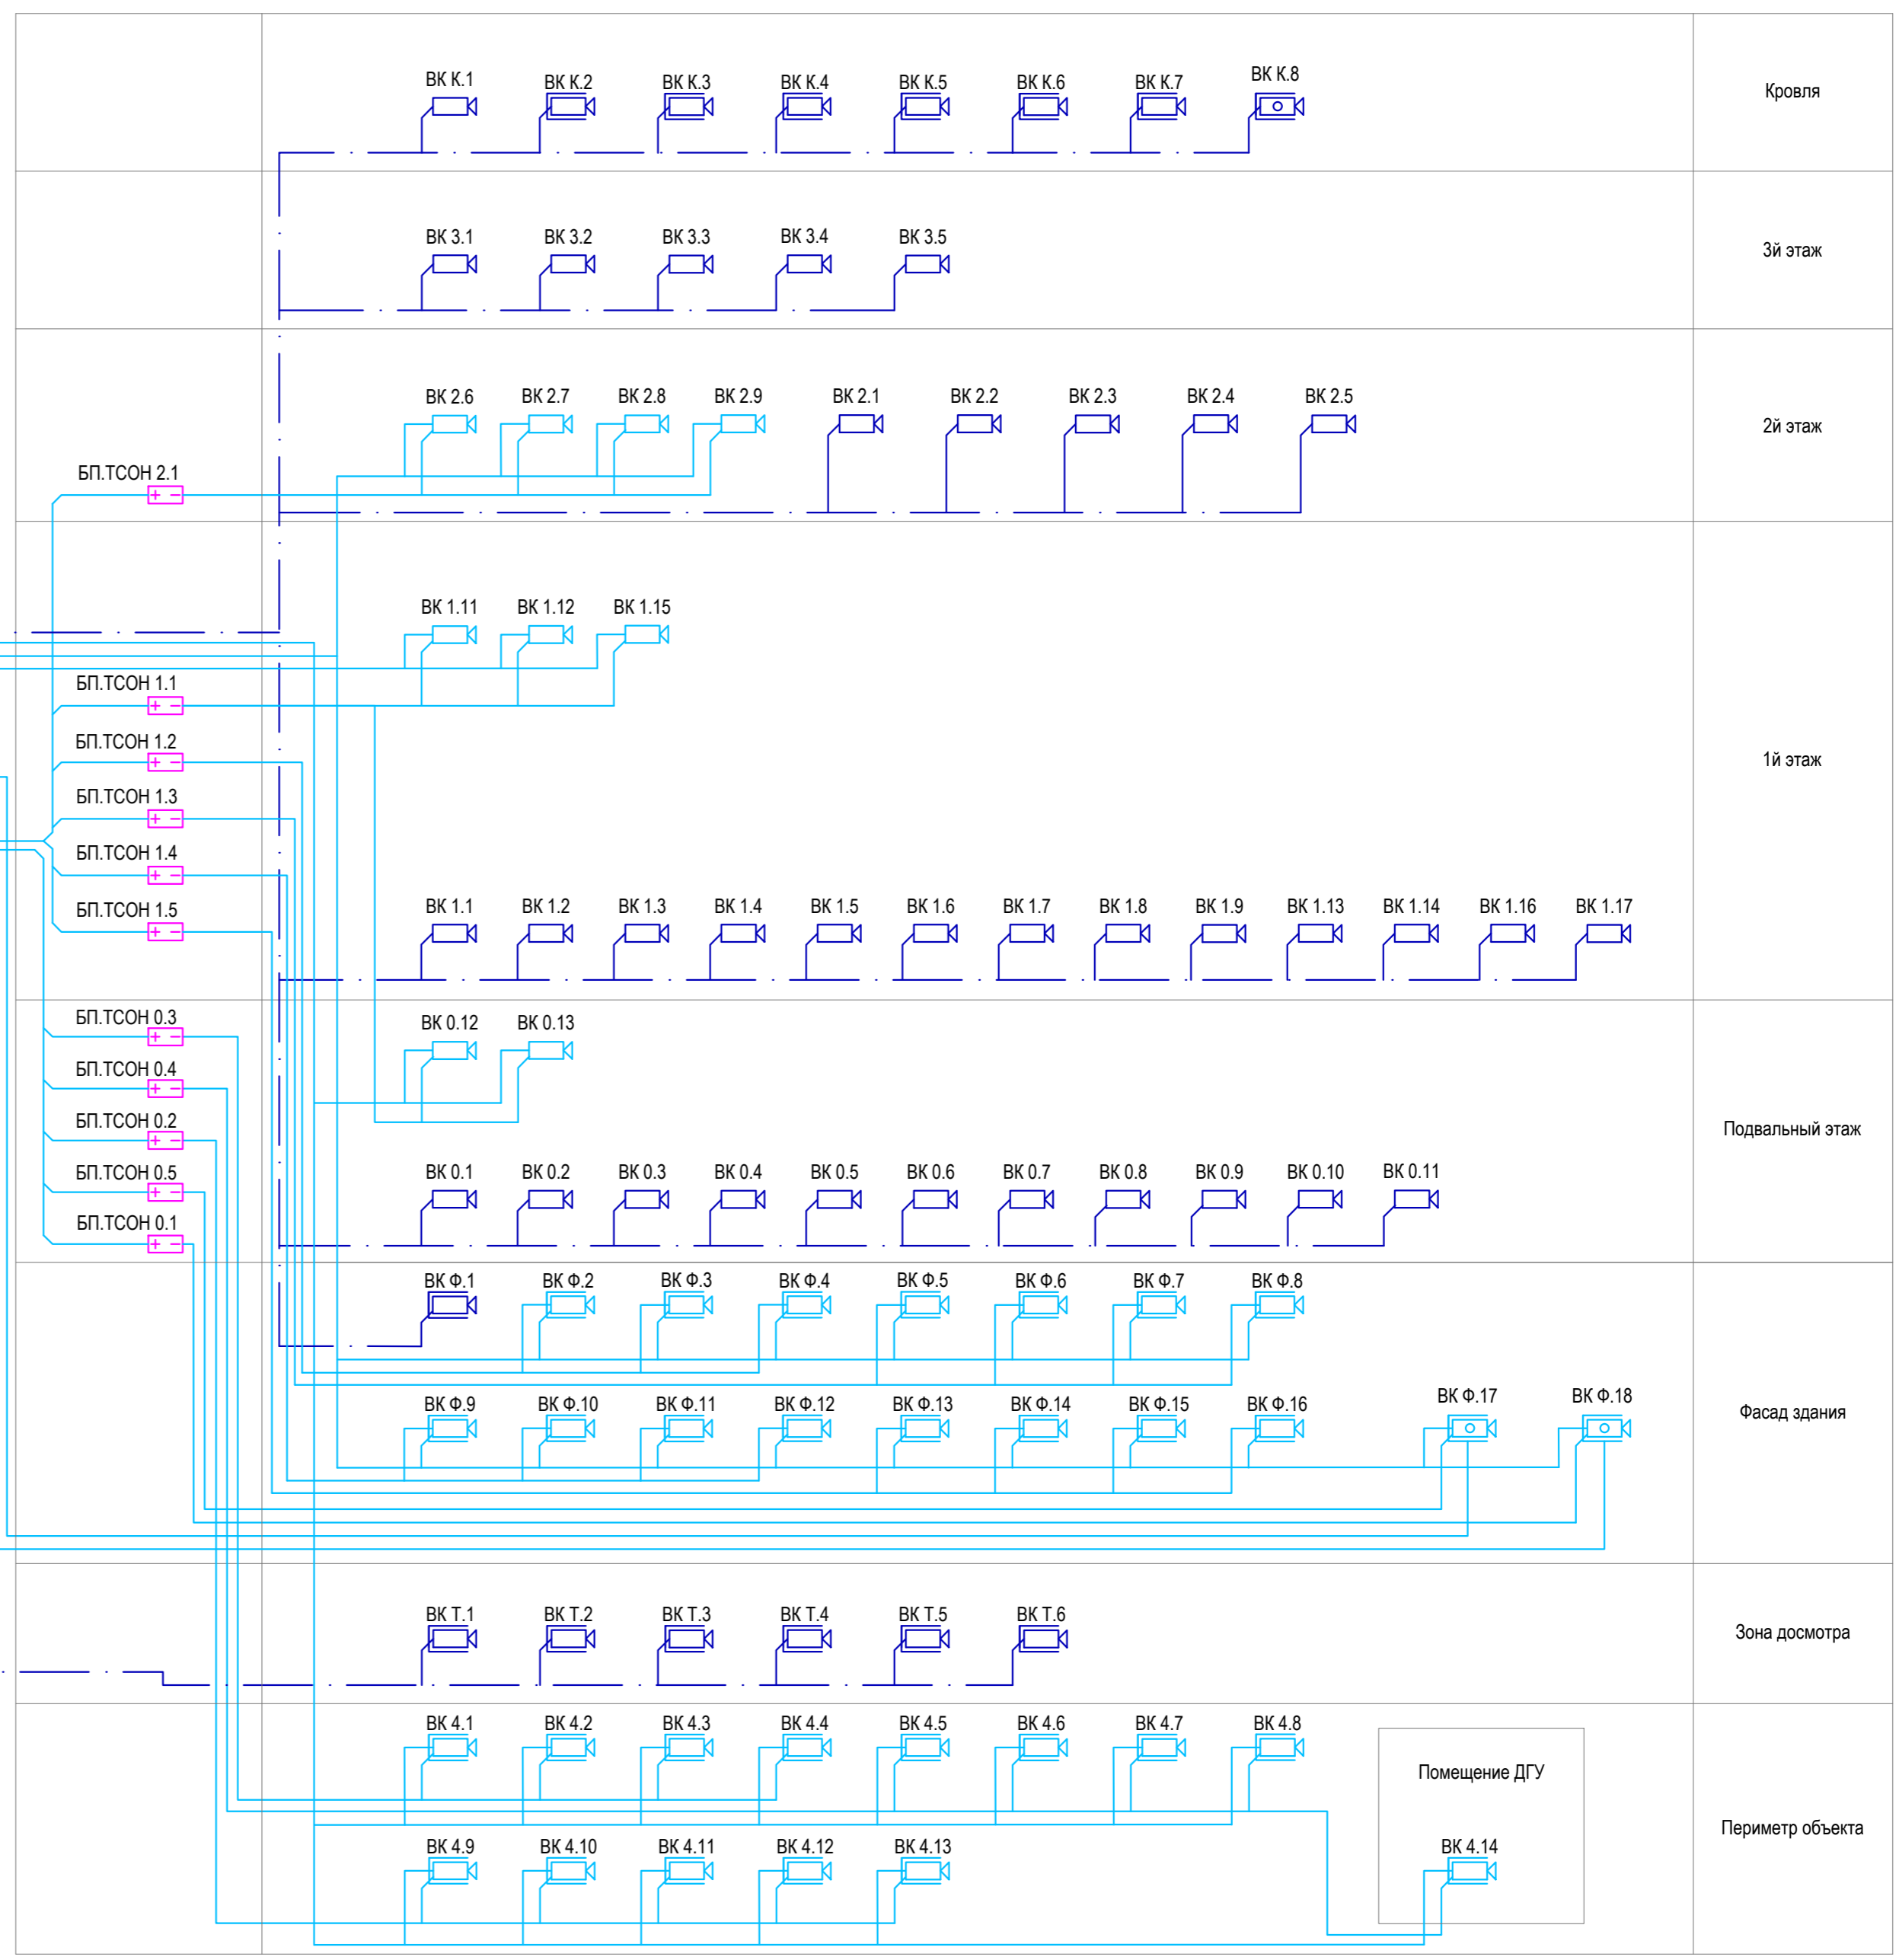 ВК К.1 ВК К.2 ВК К.3 ВК К.4 ВК К.5 ВК К.6 ВК К.7 ВК К.8
Кровля
ВК 3.1 ВК 3.2 ВК 3.3 ВК 3.4 ВК 3.5
3й этаж
ВК 2.6 ВК 2.7 ВК 2.8 ВК 2.9 ВК 2.1 ВК 2.2 ВК 2.3 ВК 2.4 ВК 2.5
2й этаж
БП.ТСОН 2.1
ВК 1.11 ВК 1.12 ВК 1.15
БП.ТСОН 1.1
БП.ТСОН 1.2
1й этаж
БП.ТСОН 1.3
БП.ТСОН 1.4
БП.ТСОН 1.5
ВК 1.1 ВК 1.2 ВК 1.3 ВК 1.4 ВК 1.5 ВК 1.6 ВК 1.7 ВК 1.8 ВК 1.9 ВК 1.13 ВК 1.14 ВК 1.16 ВК 1.17
БП.ТСОН 0.3
ВК 0.12 ВК 0.13
БП.ТСОН 0.4
БП.ТСОН 0.2
Подвальный этаж
БП.ТСОН 0.5
ВК 0.1 ВК 0.2 ВК 0.3 ВК 0.4 ВК 0.5 ВК 0.6 ВК 0.7 ВК 0.8 ВК 0.9 ВК 0.10 ВК 0.11
БП.ТСОН 0.1
ВК Ф.1 ВК Ф.2 ВК Ф.3 ВК Ф.4 ВК Ф.5 ВК Ф.6 ВК Ф.7 ВК Ф.8
ВК Ф.9 ВК Ф.10 ВК Ф.11 ВК Ф.12 ВК Ф.13 ВК Ф.14 ВК Ф.15 ВК Ф.16 ВК Ф.17 ВК Ф.18
Фасад здания
ВК Т.1 ВК Т.2 ВК Т.3 ВК Т.4 ВК Т.5 ВК Т.6
Зона досмотра
ВК 4.1 ВК 4.2 ВК 4.3 ВК 4.4 ВК 4.5 ВК 4.6 ВК 4.7 ВК 4.8
Помещение ДГУ
Периметр объекта
ВК 4.9 ВК 4.10 ВК 4.11 ВК 4.12 ВК 4.13 ВК 4.14